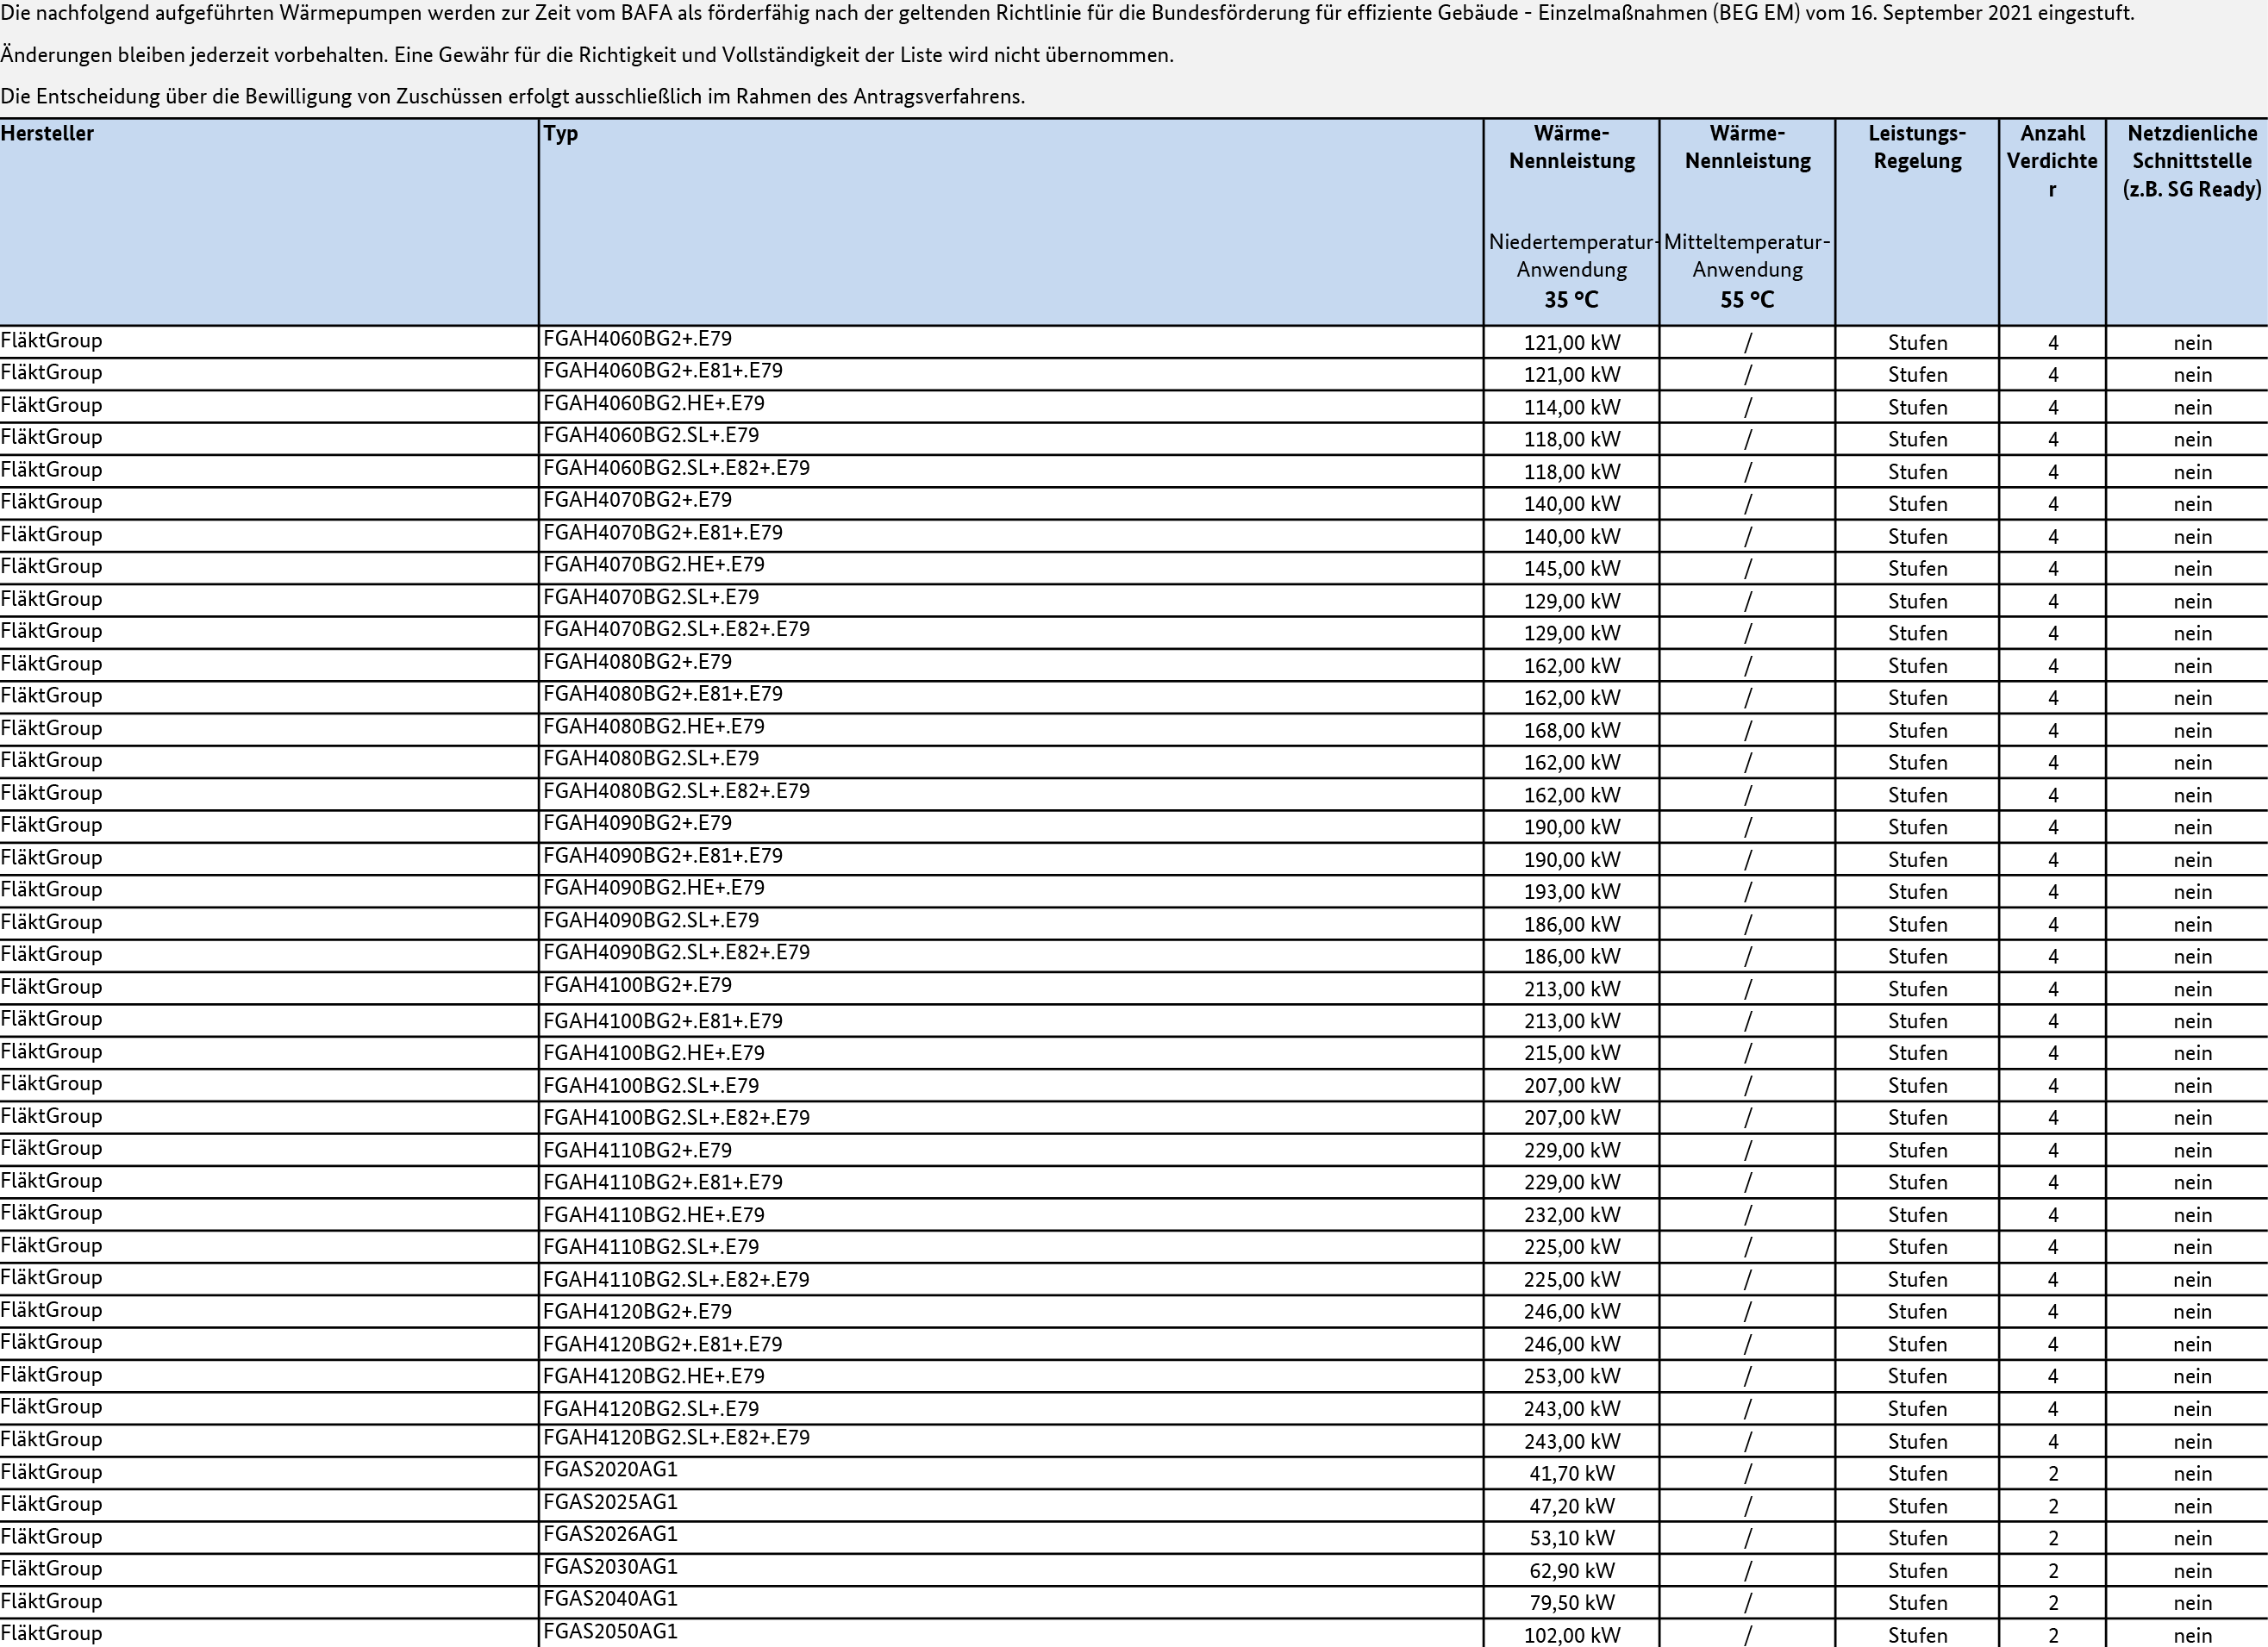 Die nachfolgend aufgeführten Wärmepumpen werden zur Zeit vom BAFA als förderfähig nach der geltenden Richtlinie für die Bundesförderung für effiziente Gebäude - Einzelmaßnahmen (BEG EM) vom 16. September 2021 eingestuft.
Änderungen bleiben jederzeit vorbehalten. Eine Gewähr für die Richtigkeit und Vollständigkeit der Liste wird nicht übernommen.
Die Entscheidung über die Bewilligung von Zuschüssen erfolgt ausschließlich im Rahmen des Antragsverfahrens.
Hersteller Typ Wärme- Wärme- Leistungs- Anzahl Netzdienliche
Nennleistung Nennleistung Regelung Verdichte Schnittstelle
r (z.B. SG Ready)
Niedertemperatur- Mitteltemperatur-
Anwendung Anwendung
35 °C 55 °C
FläktGroup FGAH4060BG2+.E79 121,00 kW / Stufen 4 nein
FläktGroup FGAH4060BG2+.E81+.E79 121,00 kW / Stufen 4 nein
FläktGroup FGAH4060BG2.HE+.E79 114,00 kW / Stufen 4 nein
FläktGroup FGAH4060BG2.SL+.E79 118,00 kW / Stufen 4 nein
FläktGroup FGAH4060BG2.SL+.E82+.E79 118,00 kW / Stufen 4 nein
FläktGroup FGAH4070BG2+.E79 140,00 kW / Stufen 4 nein
FläktGroup FGAH4070BG2+.E81+.E79 140,00 kW / Stufen 4 nein
FläktGroup FGAH4070BG2.HE+.E79 145,00 kW / Stufen 4 nein
FläktGroup FGAH4070BG2.SL+.E79 129,00 kW / Stufen 4 nein
FläktGroup FGAH4070BG2.SL+.E82+.E79 129,00 kW / Stufen 4 nein
FläktGroup FGAH4080BG2+.E79 162,00 kW / Stufen 4 nein
FläktGroup FGAH4080BG2+.E81+.E79 162,00 kW / Stufen 4 nein
FläktGroup FGAH4080BG2.HE+.E79 168,00 kW / Stufen 4 nein
FläktGroup FGAH4080BG2.SL+.E79 162,00 kW / Stufen 4 nein
FläktGroup FGAH4080BG2.SL+.E82+.E79 162,00 kW / Stufen 4 nein
FläktGroup FGAH4090BG2+.E79 190,00 kW / Stufen 4 nein
FläktGroup FGAH4090BG2+.E81+.E79 190,00 kW / Stufen 4 nein
FläktGroup FGAH4090BG2.HE+.E79 193,00 kW / Stufen 4 nein
FläktGroup FGAH4090BG2.SL+.E79 186,00 kW / Stufen 4 nein
FläktGroup FGAH4090BG2.SL+.E82+.E79 186,00 kW / Stufen 4 nein
FläktGroup FGAH4100BG2+.E79 213,00 kW / Stufen 4 nein
FläktGroup FGAH4100BG2+.E81+.E79 213,00 kW / Stufen 4 nein
FläktGroup FGAH4100BG2.HE+.E79 215,00 kW / Stufen 4 nein
FläktGroup FGAH4100BG2.SL+.E79 207,00 kW / Stufen 4 nein
FläktGroup FGAH4100BG2.SL+.E82+.E79 207,00 kW / Stufen 4 nein
FläktGroup FGAH4110BG2+.E79 229,00 kW / Stufen 4 nein
FläktGroup FGAH4110BG2+.E81+.E79 229,00 kW / Stufen 4 nein
FläktGroup FGAH4110BG2.HE+.E79 232,00 kW / Stufen 4 nein
FläktGroup FGAH4110BG2.SL+.E79 225,00 kW / Stufen 4 nein
FläktGroup FGAH4110BG2.SL+.E82+.E79 225,00 kW / Stufen 4 nein
FläktGroup FGAH4120BG2+.E79 246,00 kW / Stufen 4 nein
FläktGroup FGAH4120BG2+.E81+.E79 246,00 kW / Stufen 4 nein
FläktGroup FGAH4120BG2.HE+.E79 253,00 kW / Stufen 4 nein
FläktGroup FGAH4120BG2.SL+.E79 243,00 kW / Stufen 4 nein
FläktGroup FGAH4120BG2.SL+.E82+.E79 243,00 kW / Stufen 4 nein
FläktGroup FGAS2020AG1 41,70 kW / Stufen 2 nein
FläktGroup FGAS2025AG1 47,20 kW / Stufen 2 nein
FläktGroup FGAS2026AG1 53,10 kW / Stufen 2 nein
FläktGroup FGAS2030AG1 62,90 kW / Stufen 2 nein
FläktGroup FGAS2040AG1 79,50 kW / Stufen 2 nein
FläktGroup FGAS2050AG1 102,00 kW / Stufen 2 nein